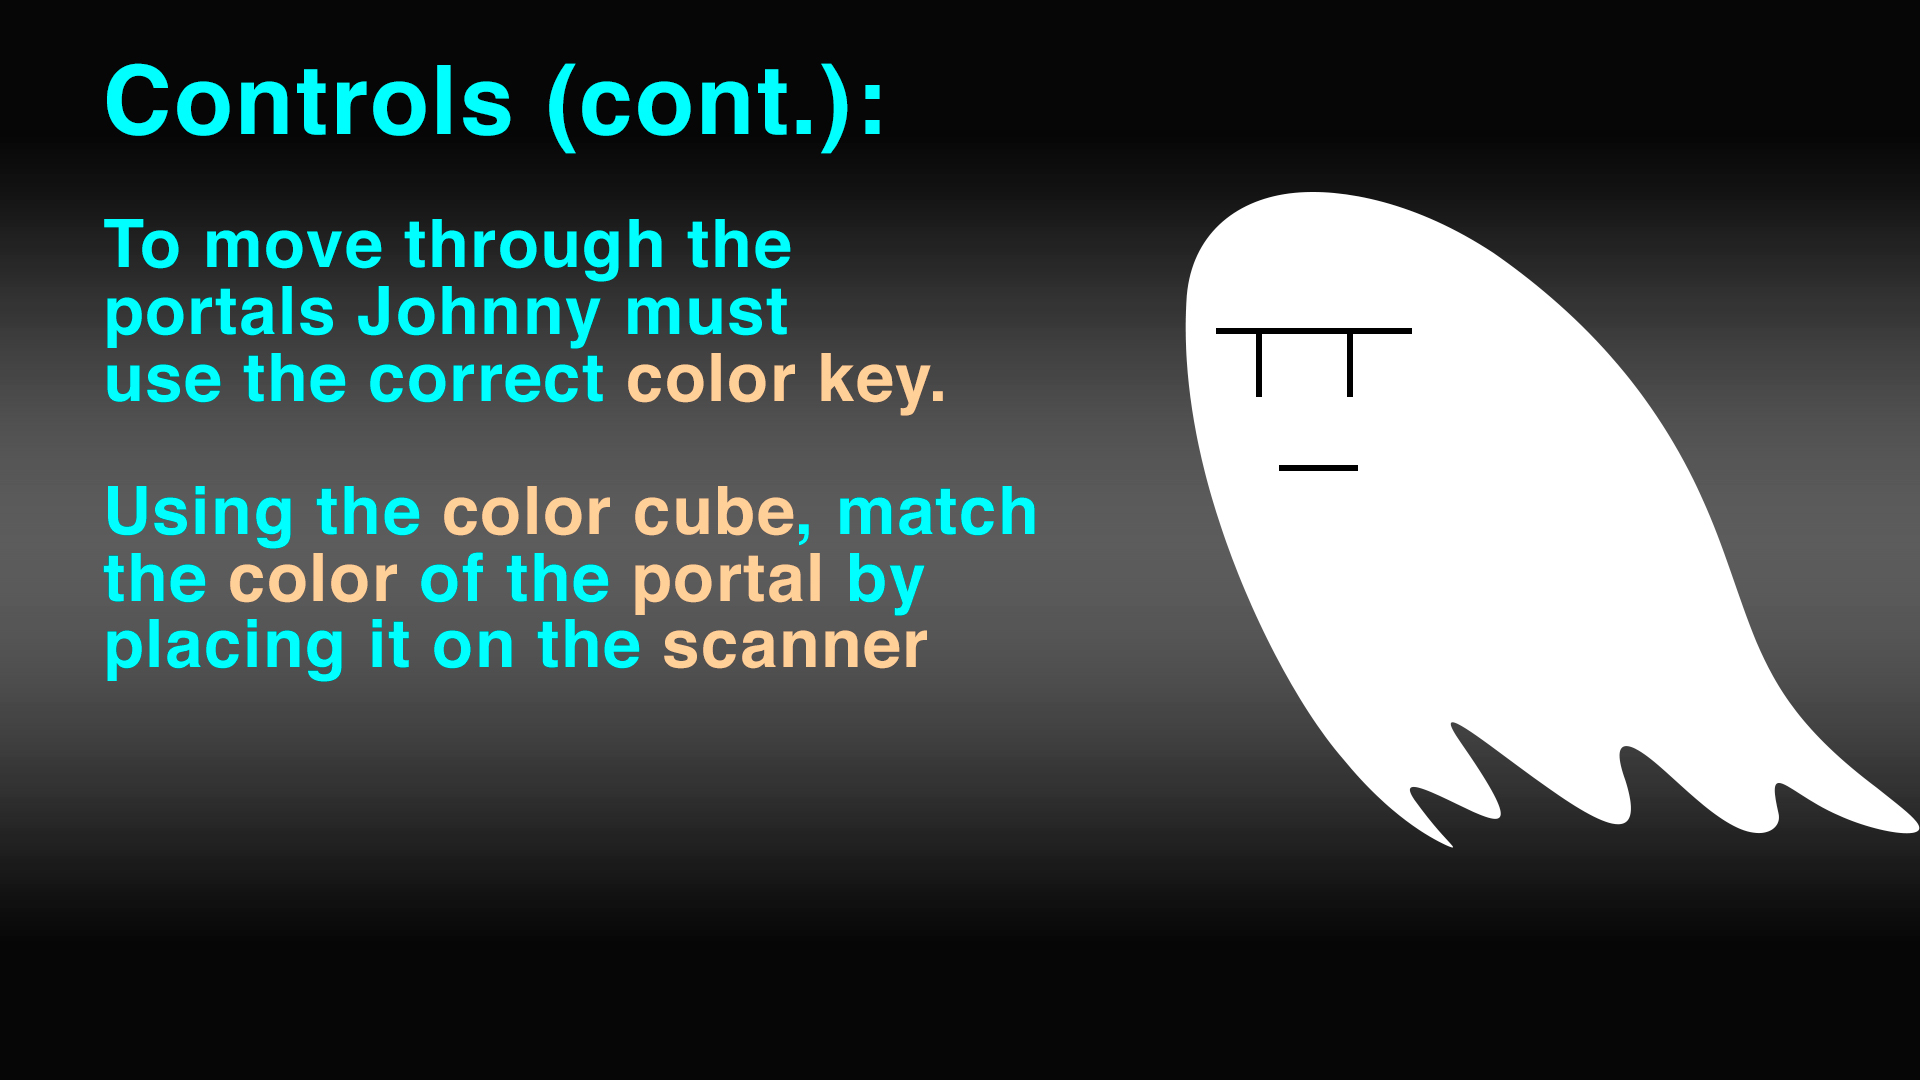 Controls (cont.):
To move through the
portals Johnny must
use the correct color key.
Using the color cube, match
the color of the portal by
placing it on the scanner